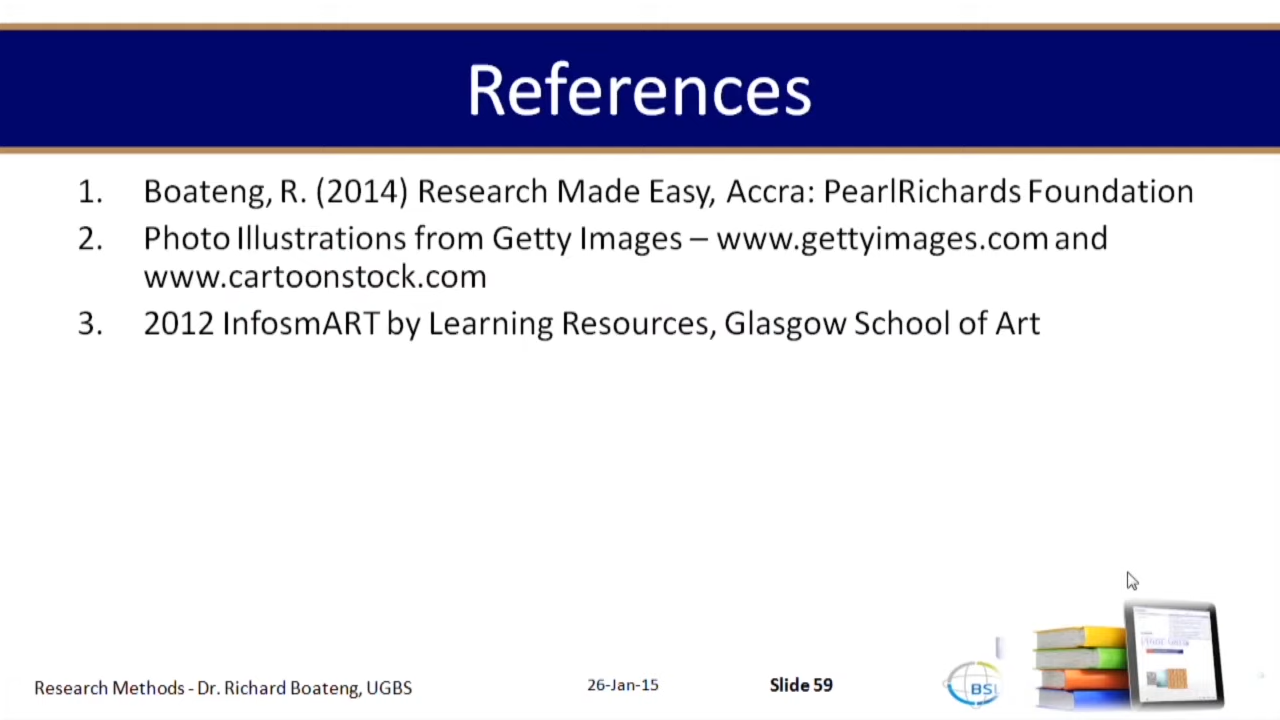 References
1. Boateng, R. (2014) Research Made Easy, Accra: PearlRichards Foundation
2. Photo Illustrations from Getty Images – www.gettyimages.com and
www.cartoonstock.com
3. 2012 InfosmART by Learning Resources, Glasgow School of Art
Research Methods - Dr. Richard Boateng, UGBS
26-Jan-15
Slide 59
BSI